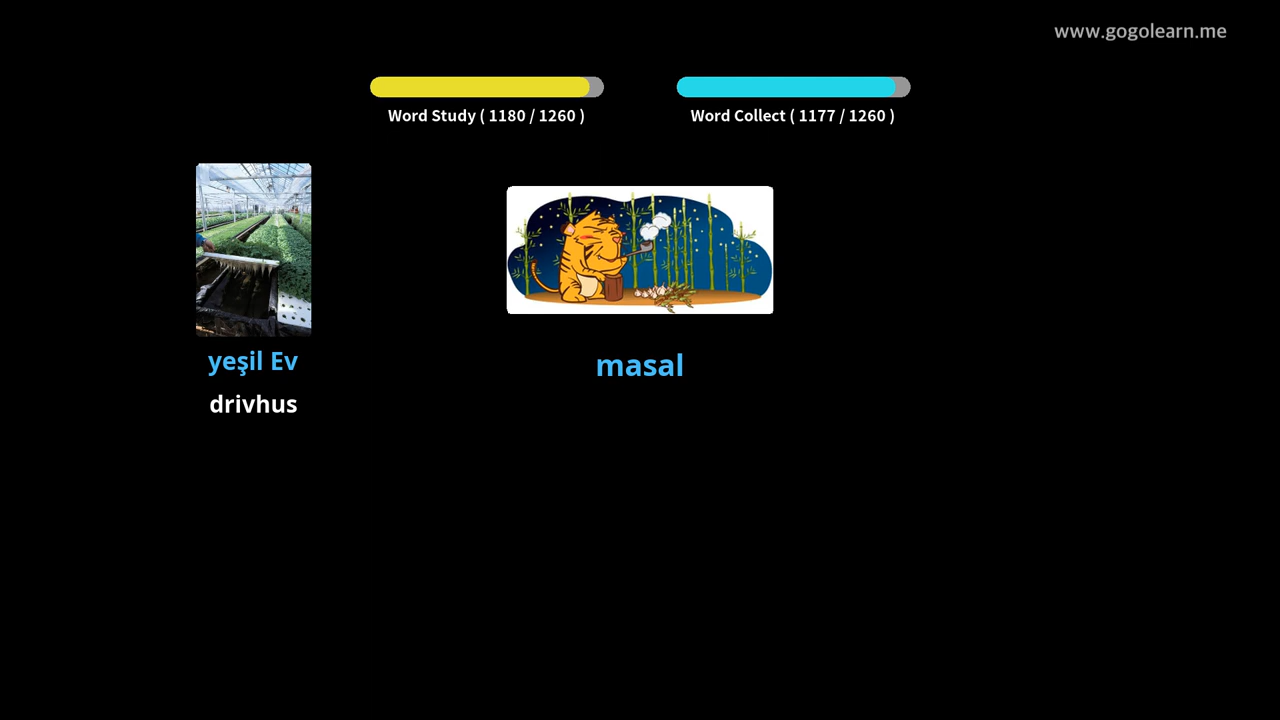 www.gogolearn.me
Word Study ( 1180 / 1260 )
Word Collect ( 1177 / 1260 )
yeşil Ev
drivhus
masal